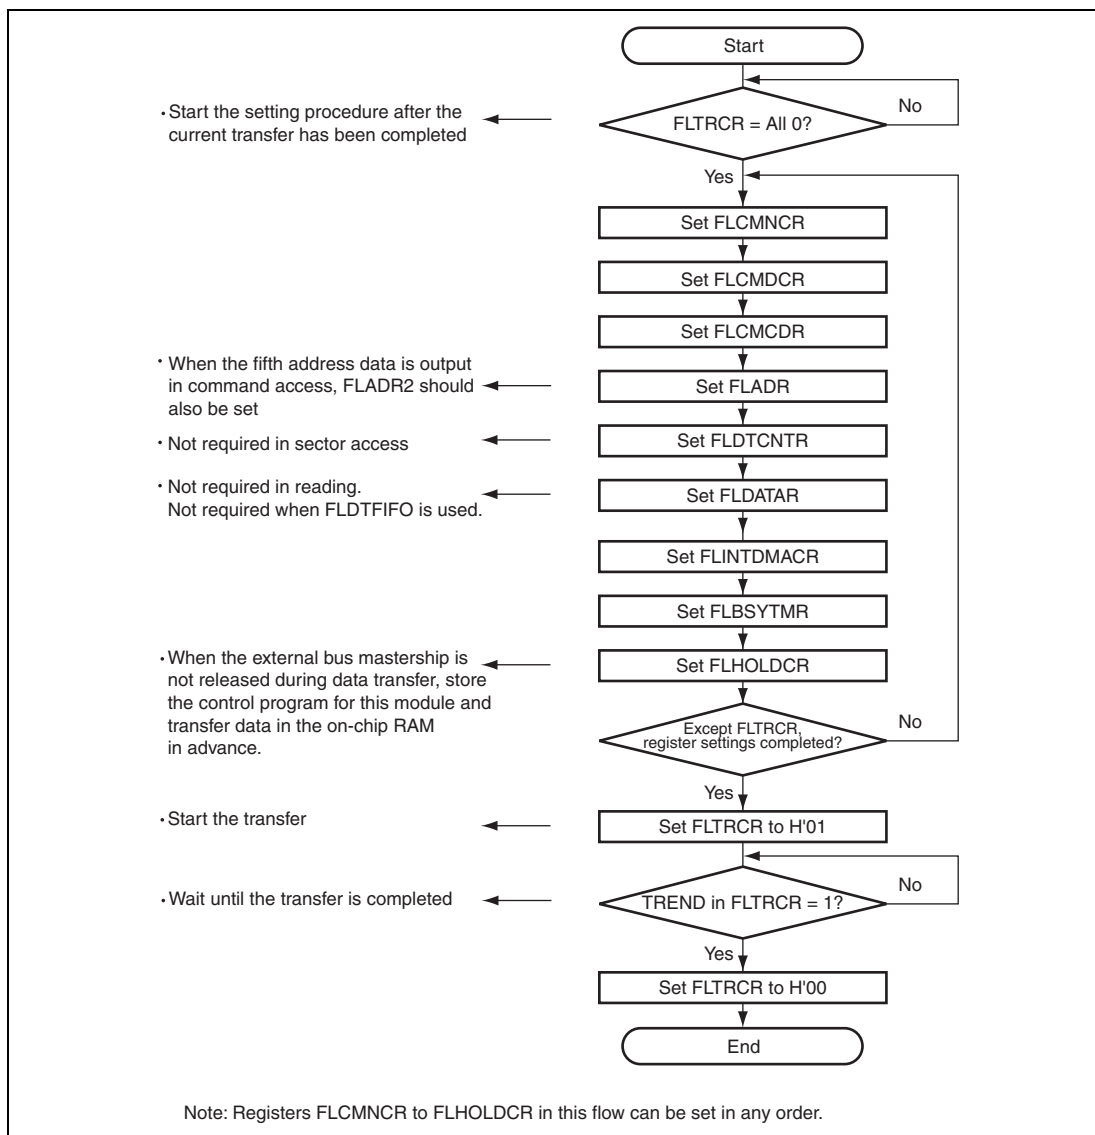 Start
No
• Start the setting procedure after the
current transfer has been completed
FLTRCR = All 0?
Yes
Set FLCMNCR
Set FLCMDCR
Set FLCMCDR
• When the fifth address data is output
in command access, FLADR2 should
also be set
Set FLADR
• Not required in sector access
Set FLDTCNTR
• Not required in reading.
Not required when FLDTFIFO is used.
Set FLDATAR
Set FLINTDMACR
Set FLBSYTMR
• When the external bus mastership is
not released during data transfer, store
the control program for this module and
transfer data in the on-chip RAM
in advance.
Set FLHOLDCR
Except FLTRCR,
register settings completed?
No
Yes
• Start the transfer
Set FLTRCR to H'01
• Wait until the transfer is completed
TREND in FLTRCR = 1?
No
Yes
Set FLTRCR to H'00
End
Note: Registers FLCMNCR to FLHOLDCR in this flow can be set in any order.